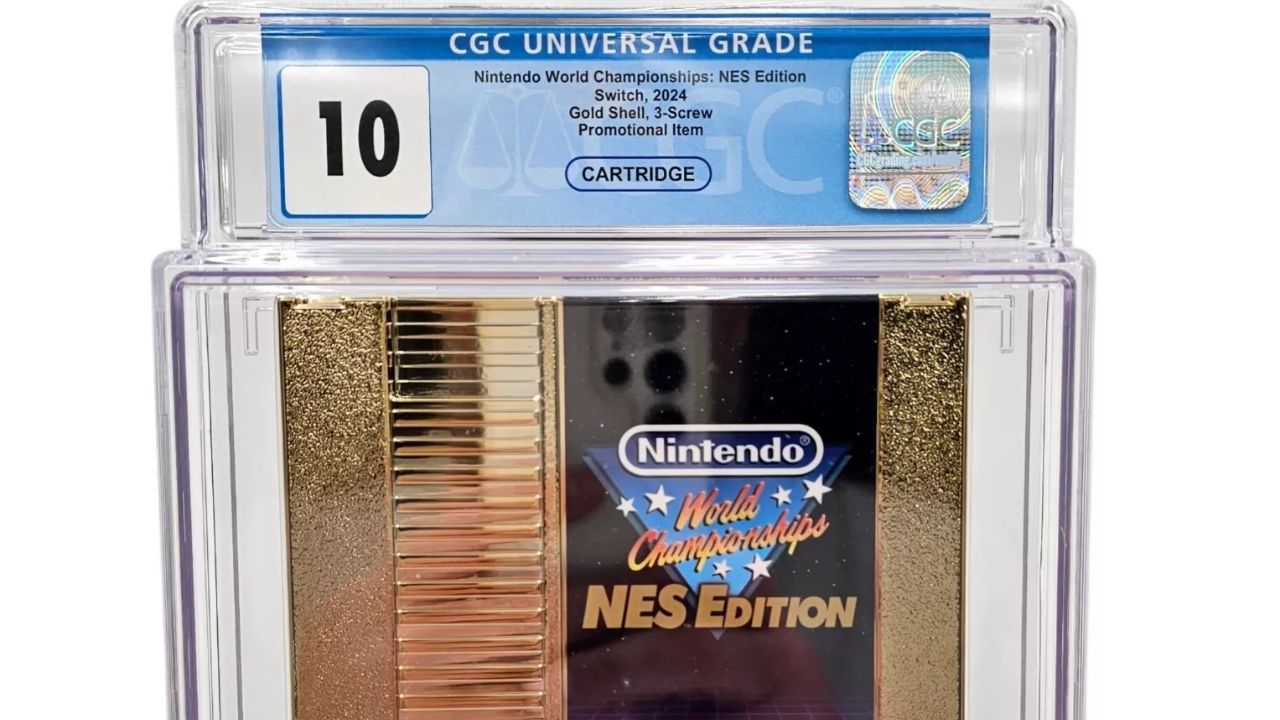 CGC UNIVERSAL GRADE
10
Nintendo World Championships: NES Edition
Switch, 2024
Gold Shell, 3-Screw
Promotional Item
CARTRIDGE
CGC
CGC
Nintendo®
World
Championships
NES EDITION